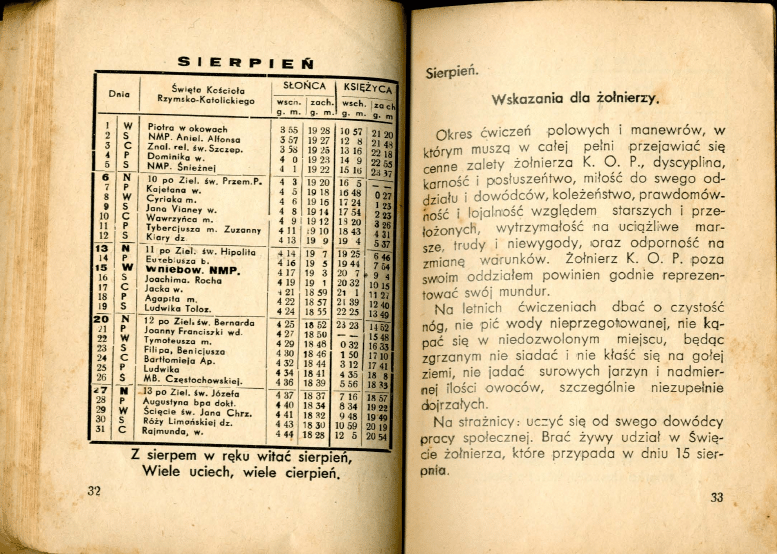 SIERPIEŃ
Dnia Święta Kościoła Rzymsko-Katolickiego SŁOŃCA KSIĘŻYCA
wsch. zach. wsch. zach
g. m. g. m. g. m. g. m.
1 W Piotra w okowach 3 55 19 28 10 57 21 20
2 S NMP. Aniel. Alfonsa 3 57 19 27 12 8 21 48
3 C Znal. rel. św. Szczep. 3 58 19 25 13 16 22 18
4 P Dominika w. 4 0 19 23 14 9 22 55
5 S NMP. Śnieżnej 4 1 19 22 15 16 23 37
6 N 10 po Ziel. św. Przem.P. 4 3 19 20 16 5 — —
7 P Kajetana w. 4 5 19 18 16 48 0 27
8 W Cyriaka m. 4 6 19 16 17 24 1 23
9 S Jana Vianey w. 4 8 19 14 17 54 2 23
10 C Wawrzyńca m. 4 9 19 12 18 20 3 26
11 P Tyberciusza m. Zuzanny 4 11 19 10 18 43 4 31
12 S Klary dz 4 13 19 9 19 4 5 37
13 N 11 po Ziel. św. Hipolita 4 14 19 7 19 25 6 46
14 P Euzebiusza b. 4 16 19 5 19 44 7 54
15 W Wniebow. NMP. 4 17 19 3 20 7 9 4
16 S Joachima. Rocha 4 19 19 1 20 32 10 15
17 C Jacka w. 4 21 18 59 21 1 11 27
18 P Agapita m. 4 22 18 57 21 39 12 40
19 S Ludwika Toloz. 4 24 18 55 22 25 13 49
20 N 12 po Ziel. św. Bernarda 4 25 18 52 23 23 14 52
21 P Joanny Franciszki wd. 4 27 18 50 — — 15 48
22 W Tymoteusza m. 4 29 18 48 0 32 16 33
23 S Filipa, Benicjusza 4 30 18 46 1 50 17 10
24 C Bartłomieja Ap. 4 32 18 44 3 12 17 41
25 P Ludwika 4 34 18 41 4 35 18 8
26 S MB. Częstochowskiej. 4 36 18 39 5 56 18 33
27 N 13 po Ziel. św. Józefa 4 37 18 37 7 16 18 57
28 P Augustyna bpa dokt. 4 40 18 34 8 34 19 22
29 W Ścięcie św. Jana Chrz. 4 41 18 32 9 48 19 49
30 S Róży Limańskiej dz. 4 43 18 30 10 59 20 19
31 C Rajmunda, w. 4 44 18 28 12 5 20 54
Z sierpem w ręku witać sierpień,
Wiele uciech, wiele cierpień.
32
Sierpień.
Wskazania dla żołnierzy.
Okres ćwiczeń polowych i manewrów, w
którym muszą w całej pełni przejawiać się
cenne zalety żołnierza K. O. P., dyscyplina,
karność i posłuszeńtwo, miłość do swego od-
działu i dowódców, koleżeństwo, prawdomów-
ność i lojalność względem starszych i prze-
łożonych, wytrzymałość na uciążliwe mar-
sze, trudy i niewygody, oraz odporność na
zmianę warunków. Żołnierz K. O. P. poza
swoim oddziałem powinien godnie reprezen-
tować swój mundur.
Na letnich ćwiczeniach dbać o czystość
nóg, nie pić wody nieprzegotowanej, nie ką-
pać się w niedozwolonym miejscu, będąc
zgrzanym nie siadać i nie kłaść się na gołej
ziemi, nie jadać surowych jarzyn i nadmier-
nej ilości owoców, szczególnie niezupełnie
dojrzałych.
Na strażnicy: uczyć się od swego dowódcy
pracy społecznej. Brać żywy udział w Świę-
cie żołnierza, które przypada w dniu 15 sier-
pnia.
33